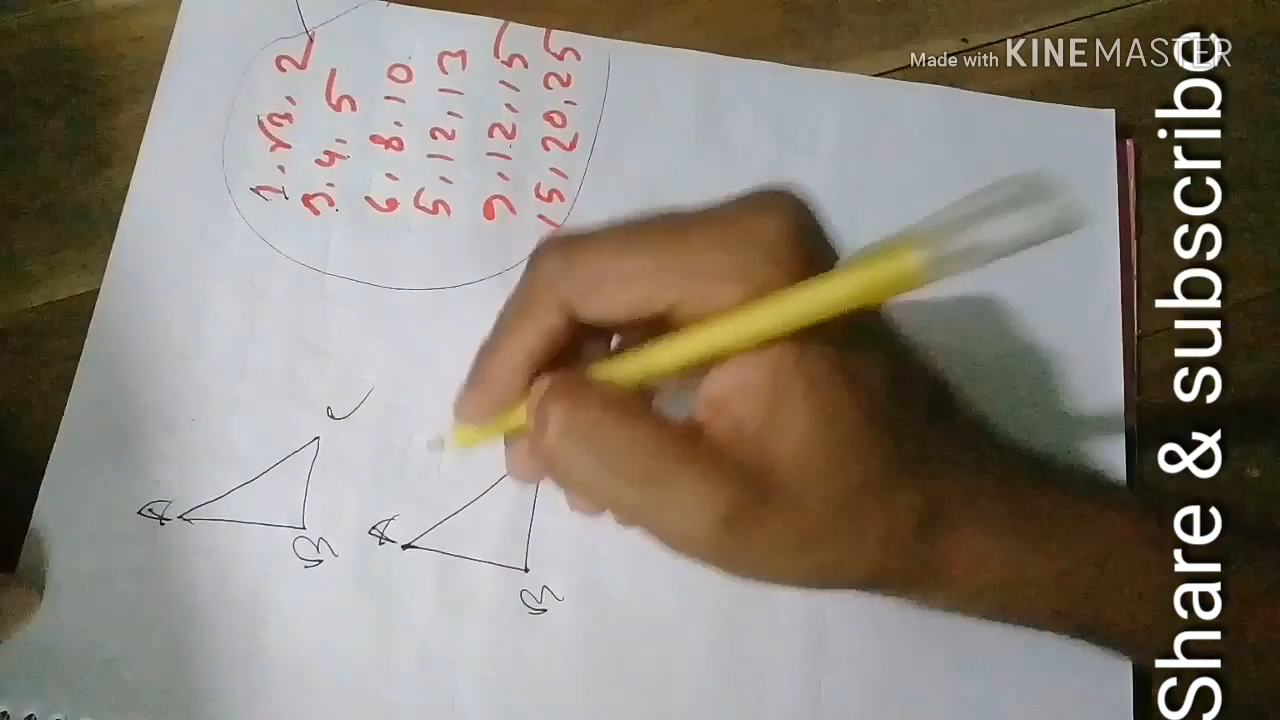 1, √3, 2
3, 4, 5
6, 8, 10
5, 12, 13
9, 12, 15
15, 20, 25
A
B
C
A
B
Made with KINEMASTER
Share & subscribe